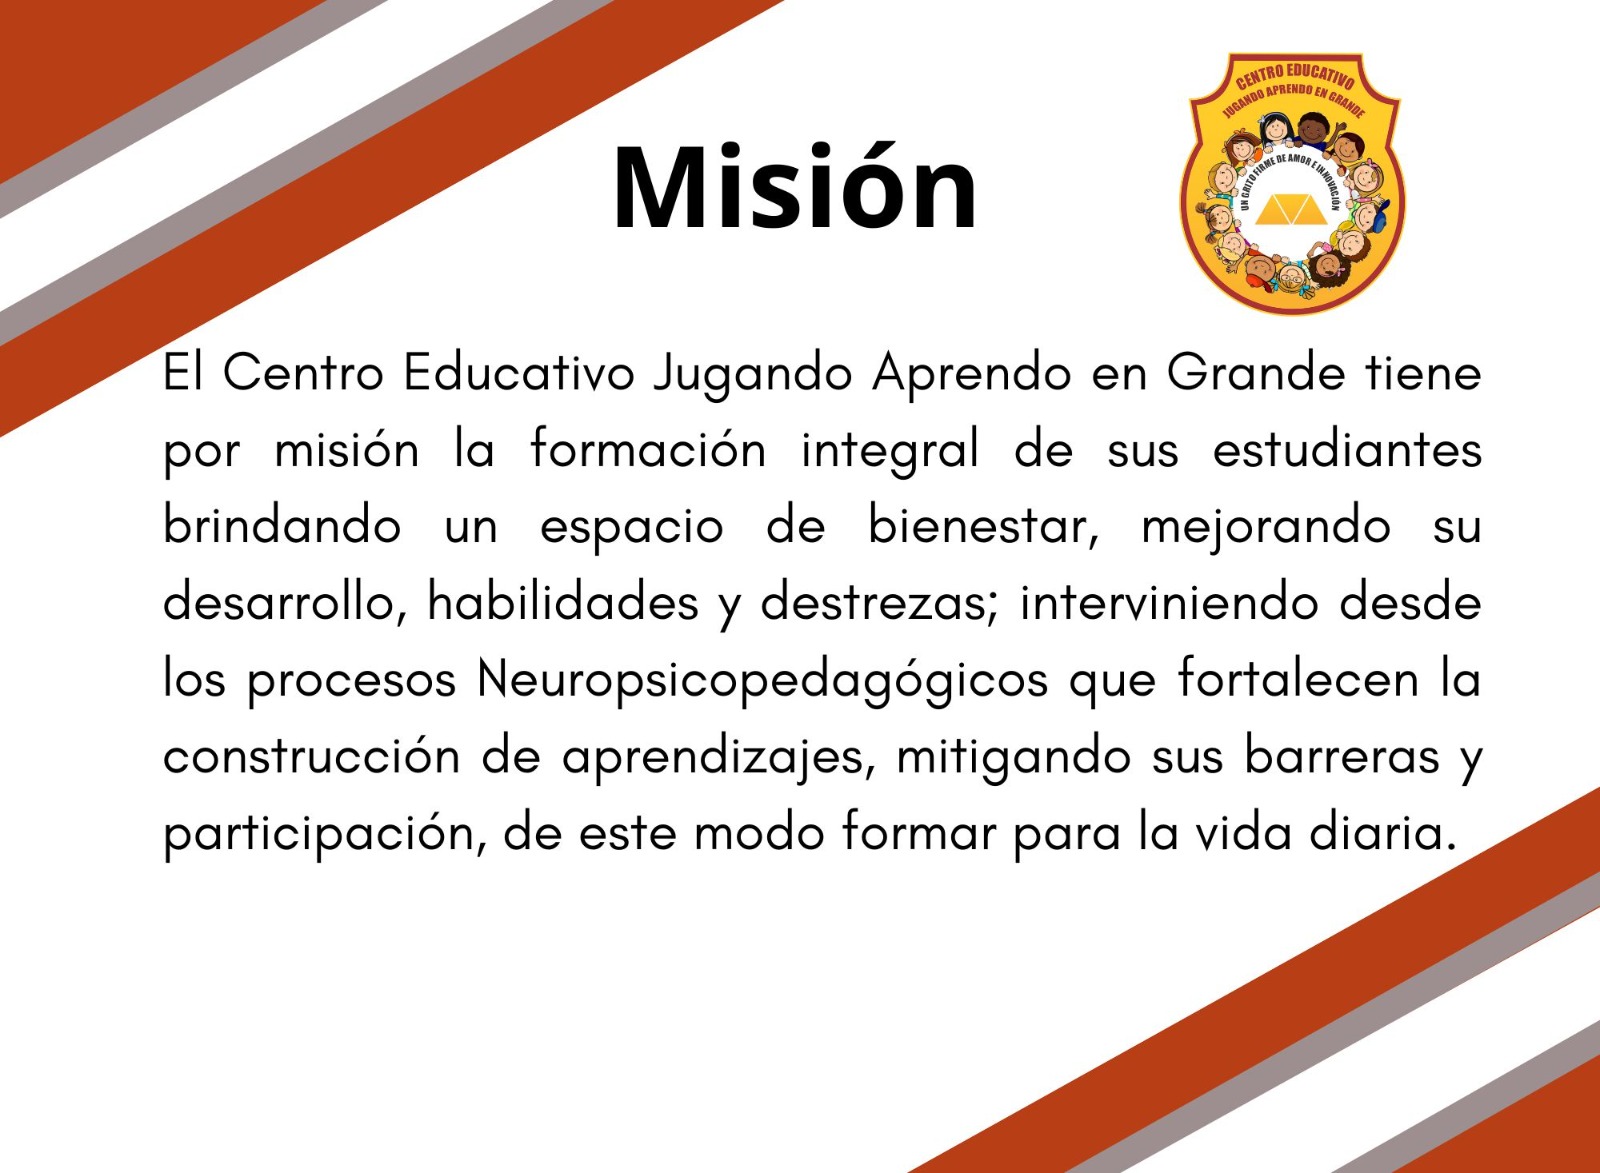 CENTRO EDUCATIVO
JUGANDO APRENDO EN GRANDE
UN GRITO FIRME DE AMOR E INNOVACIÓN
Misión
El Centro Educativo Jugando Aprendo en Grande tiene
por misión la formación integral de sus estudiantes
brindando un espacio de bienestar, mejorando su
desarrollo, habilidades y destrezas; interviniendo desde
los procesos Neuropsicopedagógicos que fortalecen la
construcción de aprendizajes, mitigando sus barreras y
participación, de este modo formar para la vida diaria.